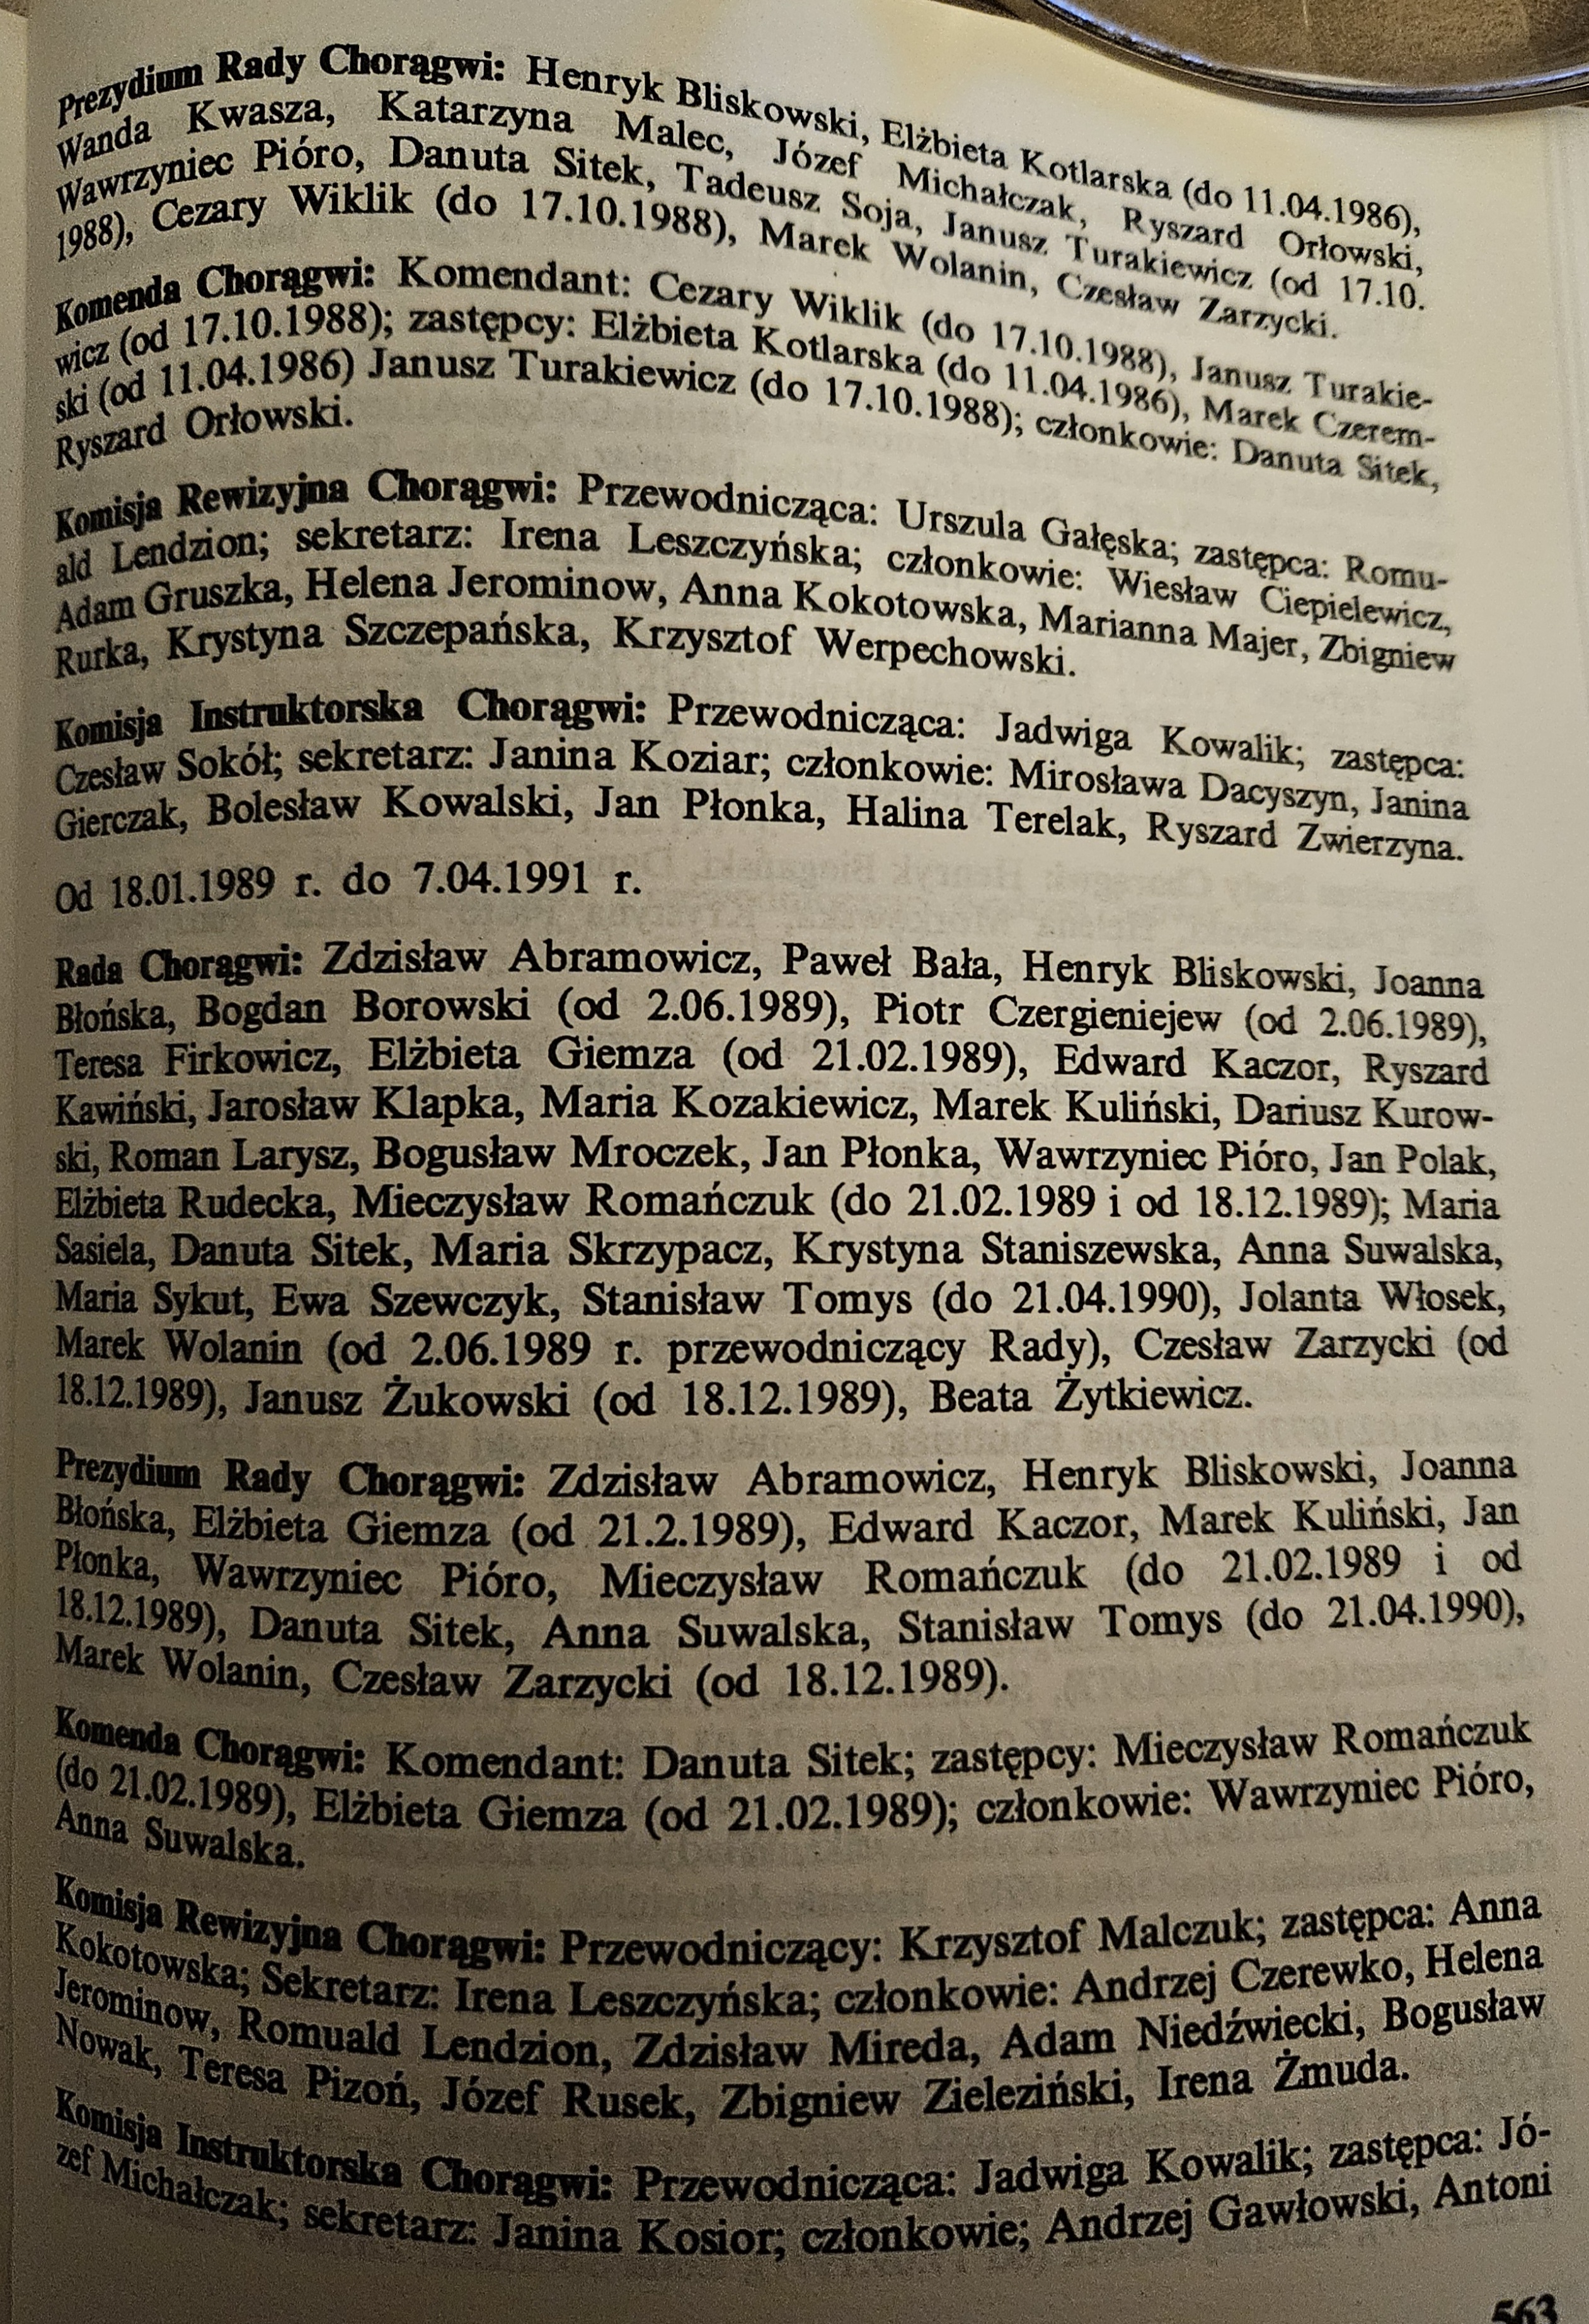 Prezydium Rady Chorągwi: Henryk Bliskowski, Elżbieta Kotlarska (do 11.04.1986),
Wanda Kwasza, Katarzyna Malec, Józef Michałczak, Ryszard Orłowski,
Wawrzyniec Pióro, Danuta Sitek, Tadeusz Soja, Janusz Turakiewicz (od 17.10.
1988), Cezary Wiklik (do 17.10.1988), Marek Wolanin, Czesław Zarzycki.
Komenda Chorągwi: Komendant: Cezary Wiklik (do 17.10.1988), Janusz Turakie-
wicz (od 17.10.1988); zastępcy: Elżbieta Kotlarska (do 11.04.1986), Marek Czerem-
ski (od 11.04.1986) Janusz Turakiewicz (do 17.10.1988); członkowie: Danuta Sitek,
Ryszard Orłowski.
Komisja Rewizyjna Chorągwi: Przewodnicząca: Urszula Gałęska; zastępca: Romu-
ald Lendzion; sekretarz: Irena Leszczyńska; członkowie: Wiesław Ciepielewicz,
Adam Gruszka, Helena Jerominow, Anna Kokotowska, Marianna Majer, Zbigniew
Rurka, Krystyna Szczepańska, Krzysztof Werpechowski.
Komisja Instruktorska Chorągwi: Przewodnicząca: Jadwiga Kowalik; zastępca:
Czesław Sokół; sekretarz: Janina Koziar; członkowie: Mirosława Dacyszyn, Janina
Gierczak, Bolesław Kowalski, Jan Płonka, Halina Terelak, Ryszard Zwierzyna.
Od 18.01.1989 r. do 7.04.1991 r.
Rada Chorągwi: Zdzisław Abramowicz, Paweł Bała, Henryk Bliskowski, Joanna
Błońska, Bogdan Borowski (od 2.06.1989), Piotr Czergieniejew (od 2.06.1989),
Teresa Firkowicz, Elżbieta Giemza (od 21.02.1989), Edward Kaczor, Ryszard
Kawiński, Jarosław Klapka, Maria Kozakiewicz, Marek Kuliński, Dariusz Kurow-
ski, Roman Larysz, Bogusław Mroczek, Jan Płonka, Wawrzyniec Pióro, Jan Polak,
Elżbieta Rudecka, Mieczysław Romańczuk (do 21.02.1989 i od 18.12.1989); Maria
Sasiela, Danuta Sitek, Maria Skrzypacz, Krystyna Staniszewska, Anna Suwalska,
Maria Sykut, Ewa Szewczyk, Stanisław Tomys (do 21.04.1990), Jolanta Włosek,
Marek Wolanin (od 2.06.1989 r. przewodniczący Rady), Czesław Zarzycki (od
18.12.1989), Janusz Żukowski (od 18.12.1989), Beata Żytkiewicz.
Prezydium Rady Chorągwi: Zdzisław Abramowicz, Henryk Bliskowski, Joanna
Błońska, Elżbieta Giemza (od 21.2.1989), Edward Kaczor, Marek Kuliński, Jan
Płonka, Wawrzyniec Pióro, Mieczysław Romańczuk (do 21.02.1989 i od
18.12.1989), Danuta Sitek, Anna Suwalska, Stanisław Tomys (do 21.04.1990),
Marek Wolanin, Czesław Zarzycki (od 18.12.1989).
Komenda Chorągwi: Komendant: Danuta Sitek; zastępcy: Mieczysław Romańczuk
(do 21.02.1989), Elżbieta Giemza (od 21.02.1989); członkowie: Wawrzyniec Pióro,
Anna Suwalska.
Komisja Rewizyjna Chorągwi: Przewodniczący: Krzysztof Malczuk; zastępca: Anna
Kokotowska; Sekretarz: Irena Leszczyńska; członkowie: Andrzej Czerewko, Helena
Jerominow, Romuald Lendzion, Zdzisław Mireda, Adam Niedźwiecki, Bogusław
Nowak, Teresa Pizoń, Józef Rusek, Zbigniew Zieleziński, Irena Żmuda.
Komisja Instruktorska Chorągwi: Przewodnicząca: Jadwiga Kowalik; zastępca: Jó-
zef Michałczak; sekretarz: Janina Kosior; członkowie; Andrzej Gawłowski, Antoni
563